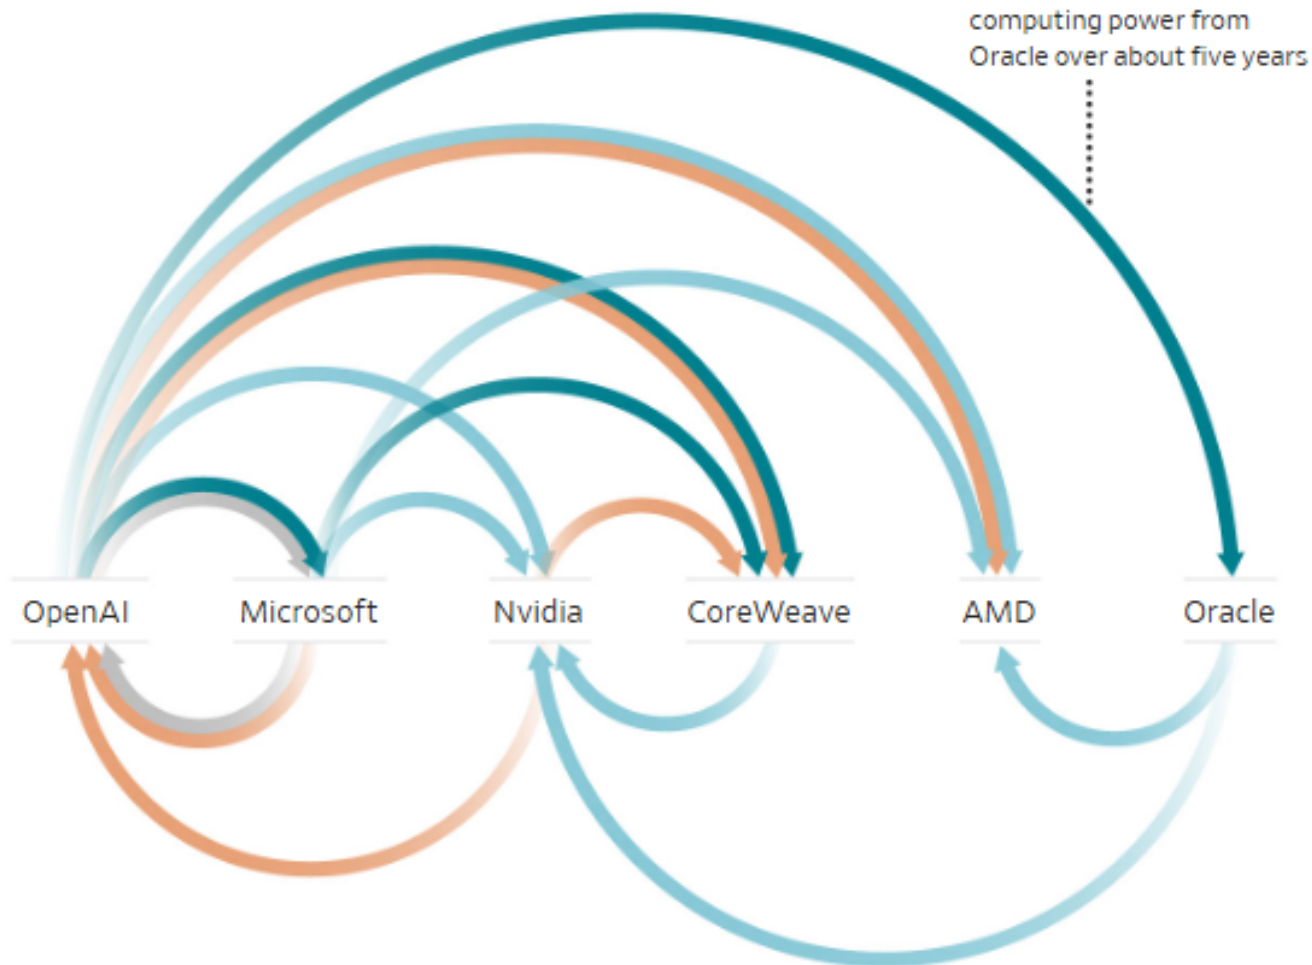 computing power from
Oracle over about five years
OpenAI
Microsoft
Nvidia
CoreWeave
AMD
Oracle